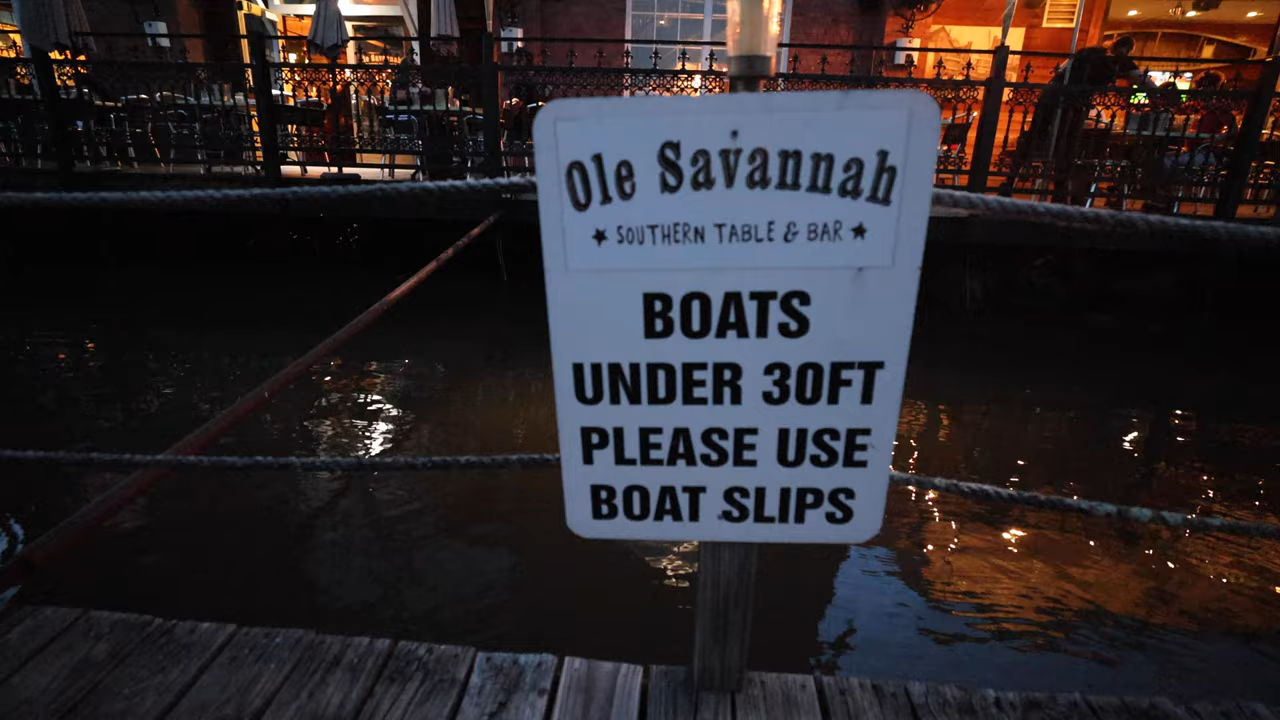 Ole Savannah
★ SOUTHERN TABLE & BAR ★
BOATS
UNDER 30FT
PLEASE USE
BOAT SLIPS